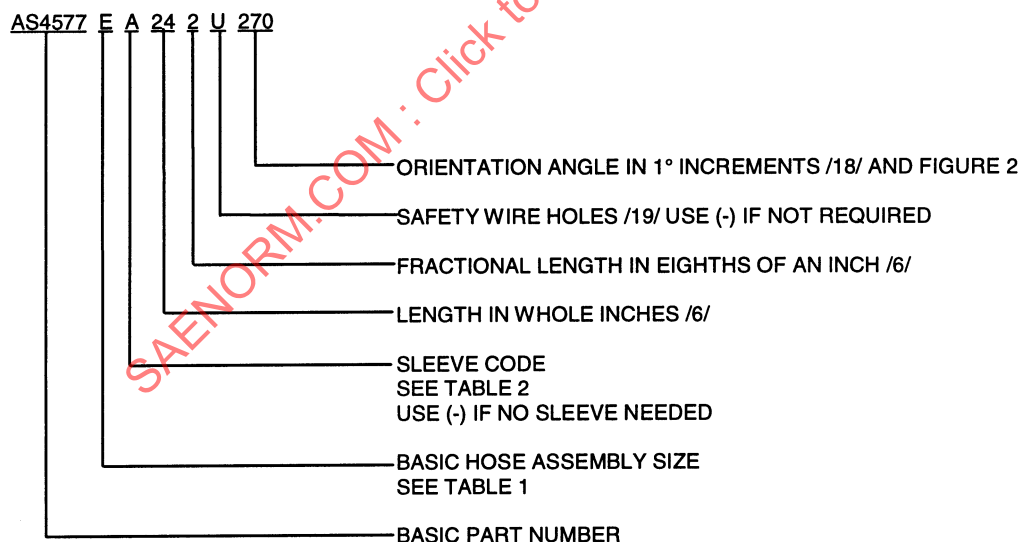 AS4577 E A 24 2 U 270
ORIENTATION ANGLE IN 1° INCREMENTS /18/ AND FIGURE 2
SAFETY WIRE HOLES /19/ USE (-) IF NOT REQUIRED
FRACTIONAL LENGTH IN EIGHTHS OF AN INCH /6/
LENGTH IN WHOLE INCHES /6/
SLEEVE CODE
SEE TABLE 2
USE (-) IF NO SLEEVE NEEDED
BASIC HOSE ASSEMBLY SIZE
SEE TABLE 1
BASIC PART NUMBER
SAENORM.COM : Click to